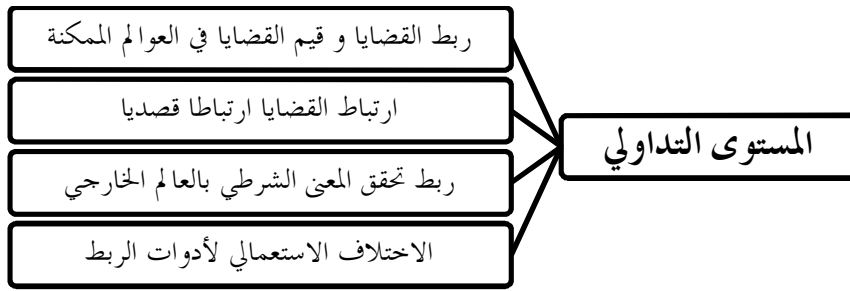 المستوى التداولي
ربط القضايا و قيم القضايا في العوالم الممكنة
ارتباط القضايا ارتباطا قصديا
ربط تحقق المعنى الشرطي بالعالم الخارجي
الاختلاف الاستعمالي لأدوات الربط